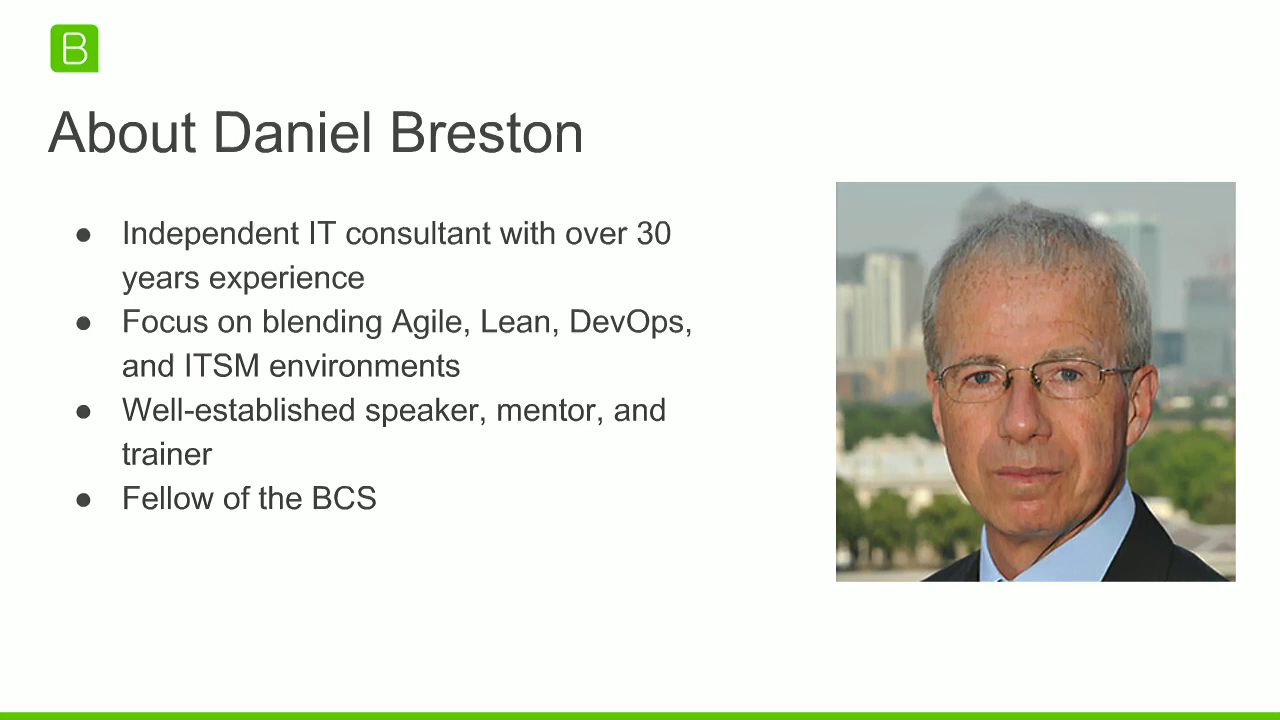 B
About Daniel Breston
● Independent IT consultant with over 30
years experience
● Focus on blending Agile, Lean, DevOps,
and ITSM environments
● Well-established speaker, mentor, and
trainer
● Fellow of the BCS